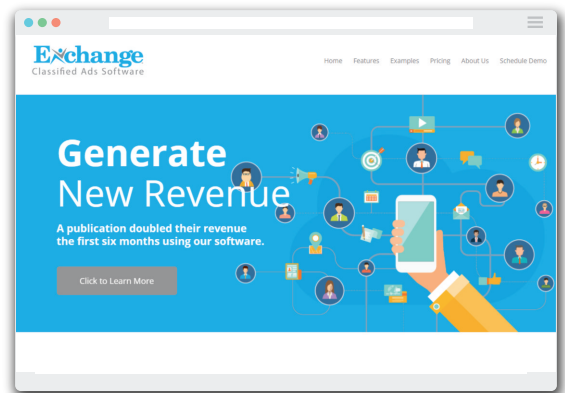 Exchange
Classified Ads Software
Home Features Examples Pricing About Us Schedule Demo
Generate
New Revenue
A publication doubled their revenue
the first six months using our software.
Click to Learn More